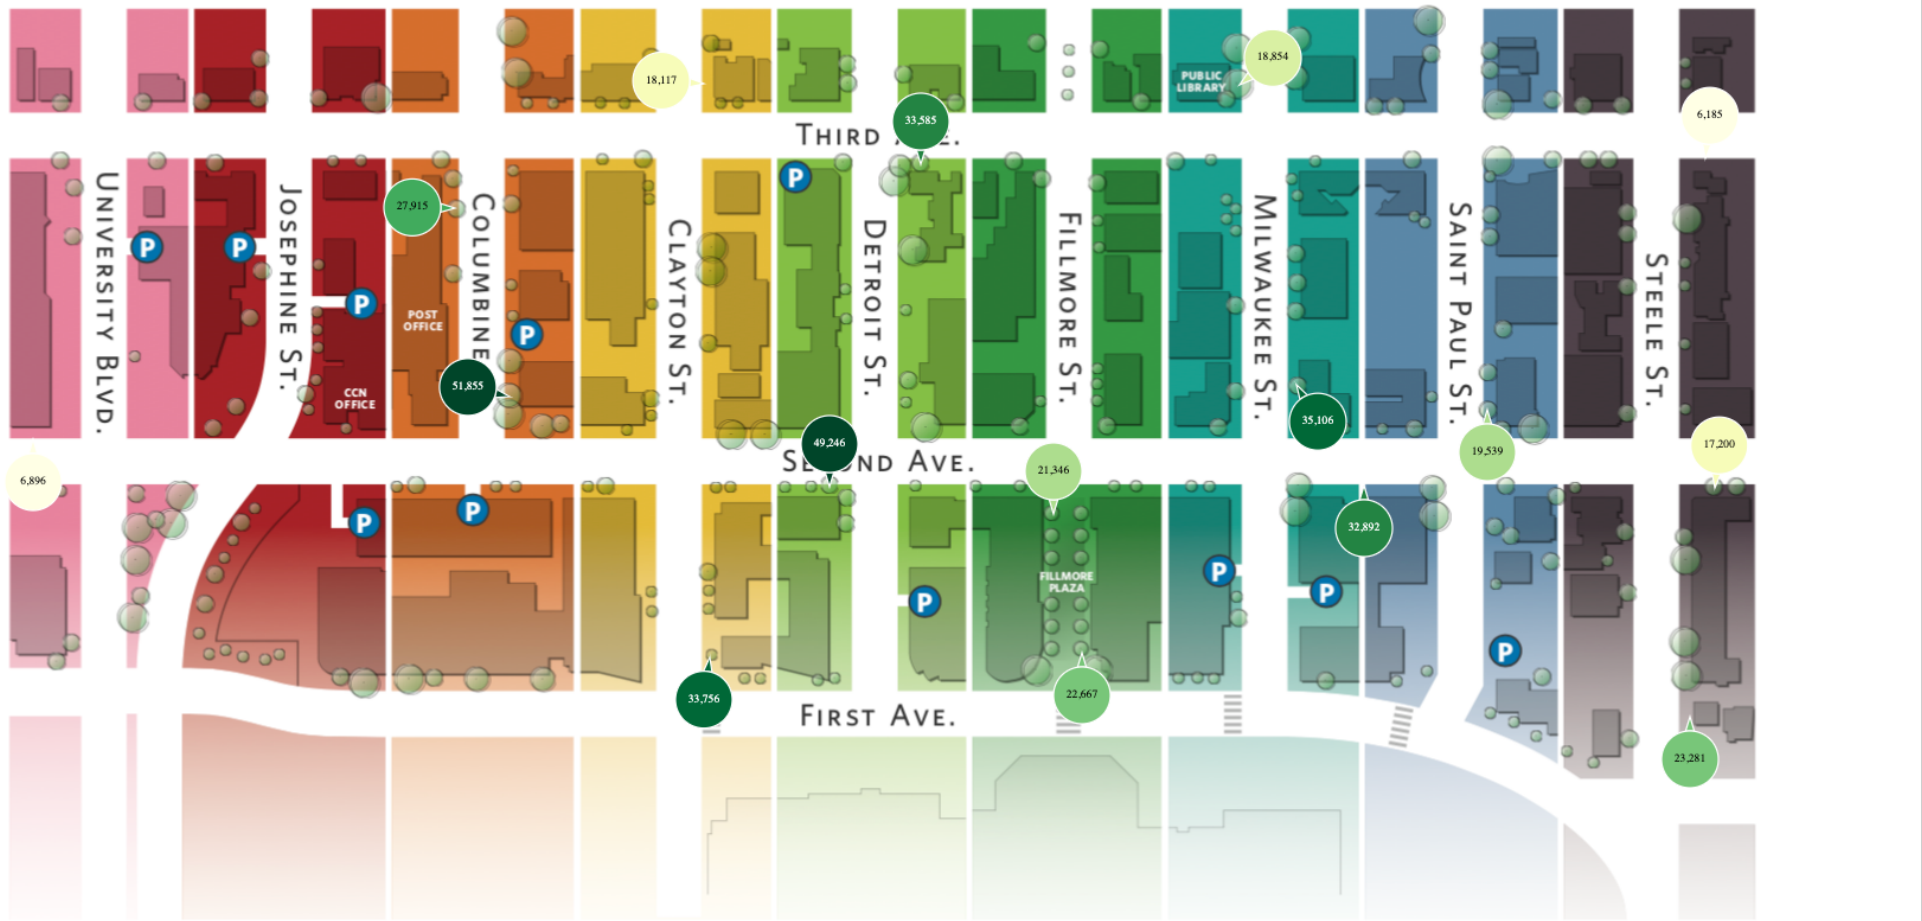 18,117
18,854
PUBLIC
LIBRARY
6,185
33,585
THIRD AVE.
P
27,915
UNIVERSITY BLVD.
JOSEPHINE ST.
COLUMBINE
CLAYTON ST.
DETROIT ST.
FILLMORE ST.
MILWAUKEE ST.
SAINT PAUL ST.
STEELE ST.
P
P
P
POST
OFFICE
P
51,855
CCN
OFFICE
35,106
49,246
SECOND AVE.
19,539
17,200
6,896
21,346
P
P
32,892
FILLMORE
PLAZA
P
P
P
P
33,756
22,667
FIRST AVE.
23,281